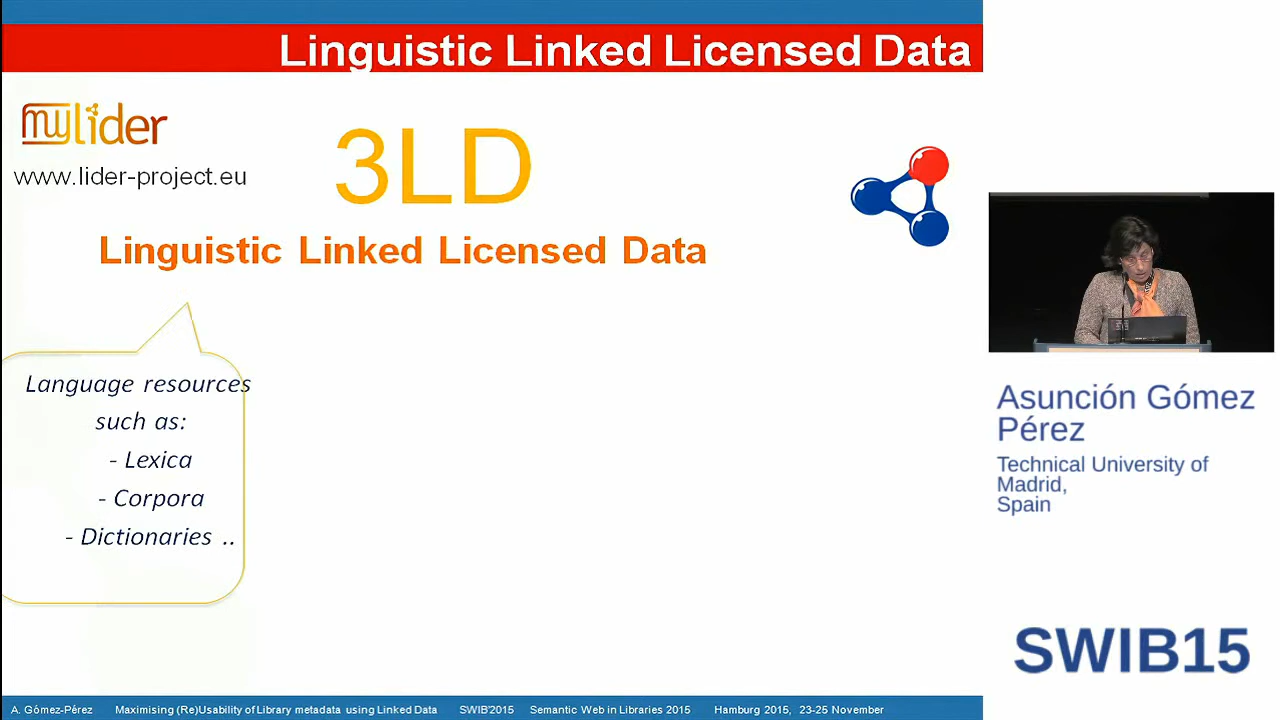 Linguistic Linked Licensed Data
mylider
www.lider-project.eu
3LD
Linguistic Linked Licensed Data
Language resources
such as:
- Lexica
- Corpora
- Dictionaries ..
Asunción Gómez
Pérez
Technical University of
Madrid,
Spain
SWIB15
A. Gómez-Pérez Maximising (Re)Usability of Library metadata using Linked Data SWIB'2015 Semantic Web in Libraries 2015 Hamburg 2015, 23-25 November